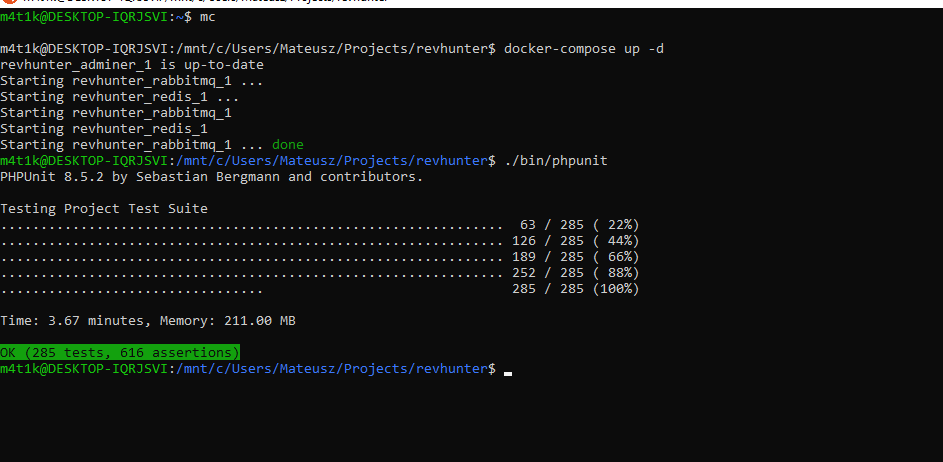 m4t1k@DESKTOP-IQRJSVI:~$ mc
m4t1k@DESKTOP-IQRJSVI:/mnt/c/Users/Mateusz/Projects/revhunter$ docker-compose up -d
revhunter_adminer_1 is up-to-date
Starting revhunter_rabbitmq_1 ...
Starting revhunter_redis_1 ...
Starting revhunter_rabbitmq_1
Starting revhunter_redis_1
Starting revhunter_rabbitmq_1 ... done
m4t1k@DESKTOP-IQRJSVI:/mnt/c/Users/Mateusz/Projects/revhunter$ ./bin/phpunit
PHPUnit 8.5.2 by Sebastian Bergmann and contributors.
Testing Project Test Suite
............................................................... 63 / 285 ( 22%)
............................................................... 126 / 285 ( 44%)
............................................................... 189 / 285 ( 66%)
............................................................... 252 / 285 ( 88%)
................................. 285 / 285 (100%)
Time: 3.67 minutes, Memory: 211.00 MB
OK (285 tests, 616 assertions)
m4t1k@DESKTOP-IQRJSVI:/mnt/c/Users/Mateusz/Projects/revhunter$